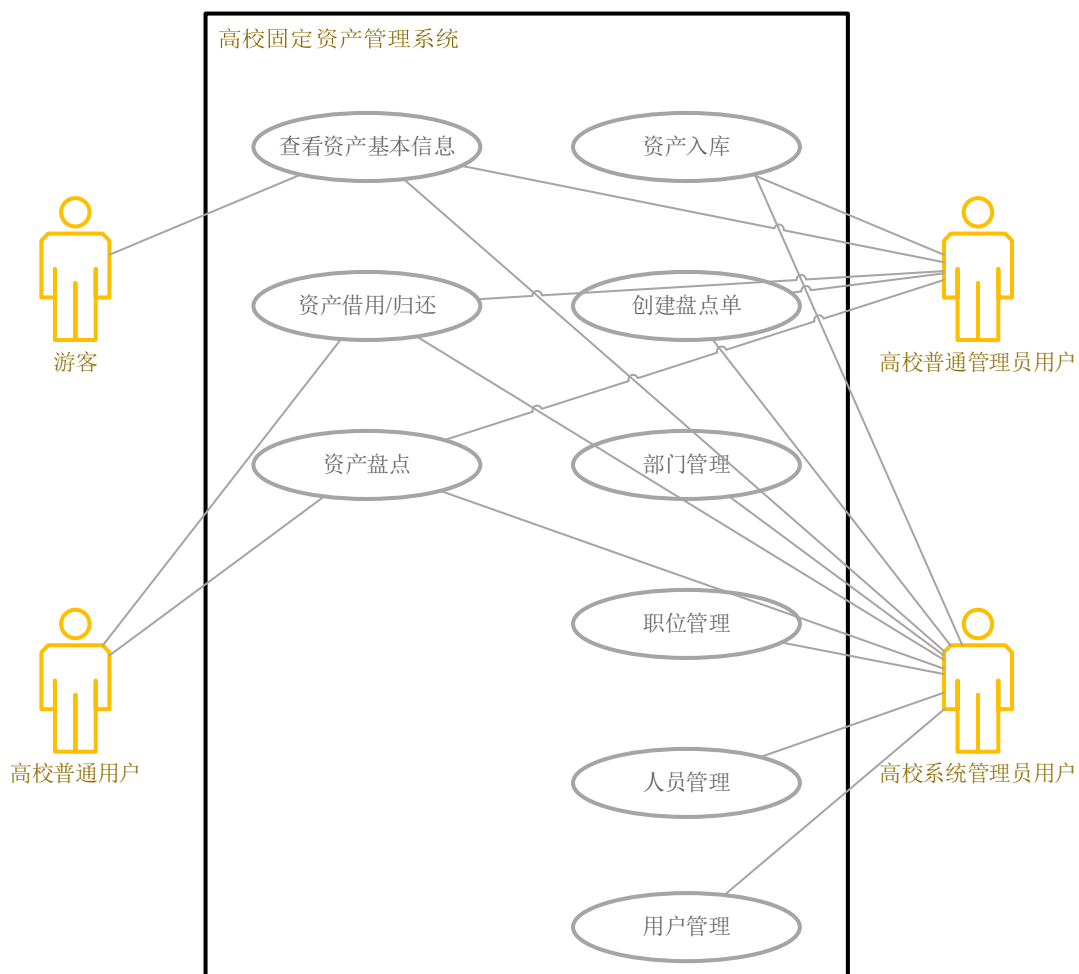 高校固定资产管理系统
查看资产基本信息
资产入库
资产借用/归还
创建盘点单
游客
高校普通管理员用户
资产盘点
部门管理
职位管理
高校普通用户
人员管理
高校系统管理员用户
用户管理